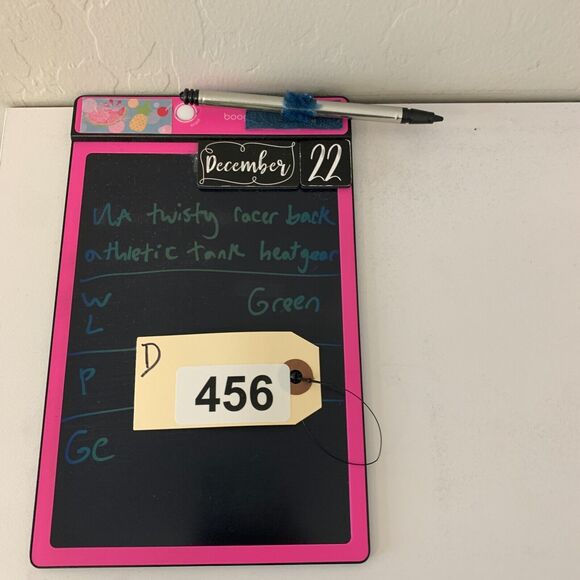 December 22
UA twisty racer back
athletic tank heatgear
W Green
L
D
456
P
Ge